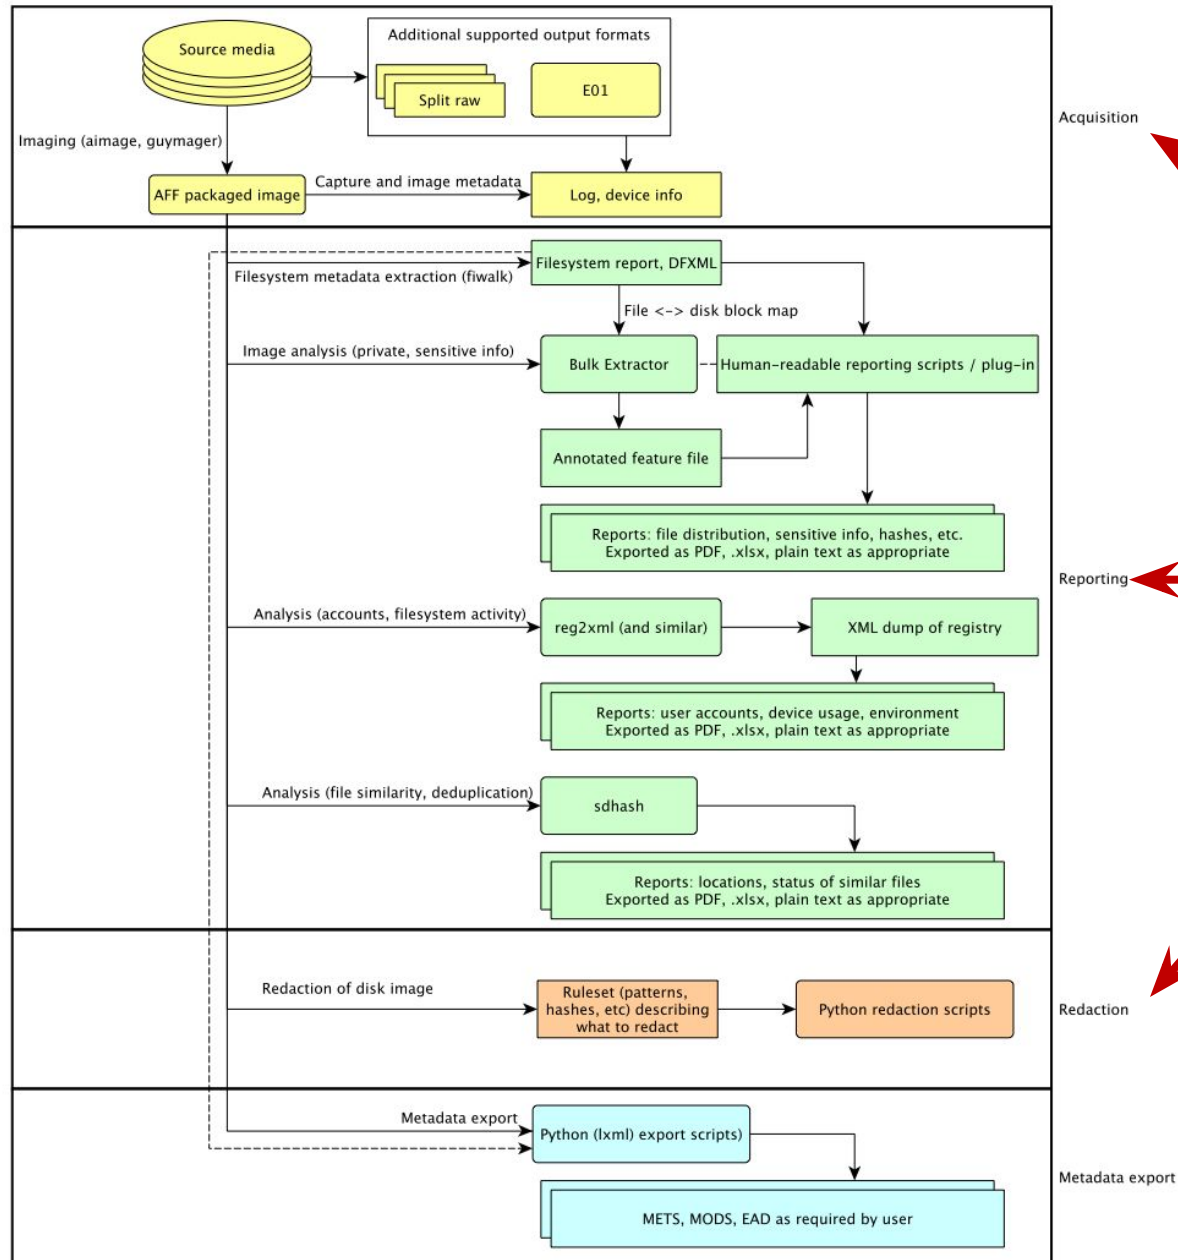 Source media
Additional supported output formats
Split raw
E01
Imaging (aimage, guymager)
Acquisition
AFF packaged image
Capture and image metadata
Log, device info
Filesystem metadata extraction (fiwalk)
Filesystem report, DFXML
File <-> disk block map
Image analysis (private, sensitive info)
Bulk Extractor
Human-readable reporting scripts / plug-in
Annotated feature file
Reports: file distribution, sensitive info, hashes, etc.
Exported as PDF, .xlsx, plain text as appropriate
Reporting
Analysis (accounts, filesystem activity)
reg2xml (and similar)
XML dump of registry
Reports: user accounts, device usage, environment
Exported as PDF, .xlsx, plain text as appropriate
Analysis (file similarity, deduplication)
sdhash
Reports: locations, status of similar files
Exported as PDF, .xlsx, plain text as appropriate
Redaction of disk image
Ruleset (patterns,
hashes, etc) describing
what to redact
Python redaction scripts
Redaction
Metadata export
Python (lxml) export scripts)
METS, MODS, EAD as required by user
Metadata export